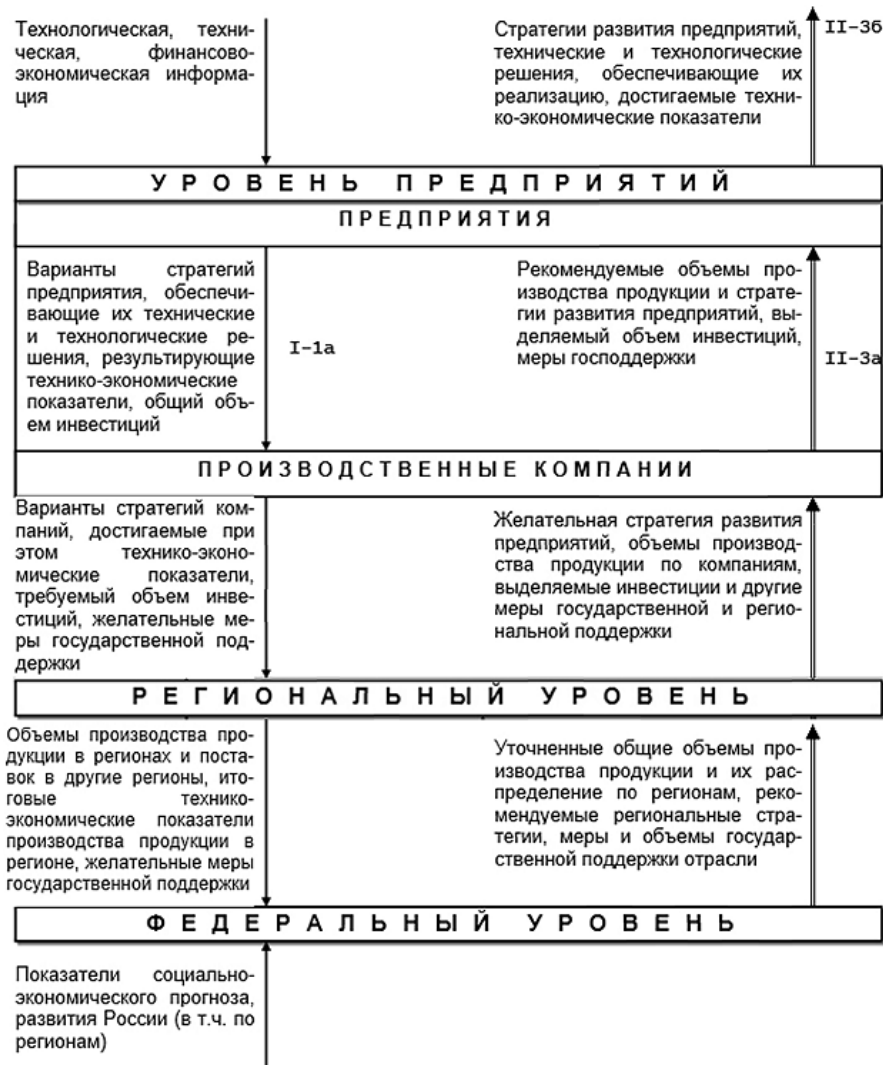 Технологическая, техни-
ческая, финансово-
экономическая информа-
ция
Стратегии развития предприятий,
технические и технологические
решения, обеспечивающие их
реализацию, достигаемые техни-
ко-экономические показатели
II-3б
УРОВЕНЬ ПРЕДПРИЯТИЙ
ПРЕДПРИЯТИЯ
Варианты стратегий
предприятия, обеспечи-
вающие их технические
и технологические ре-
шения, результирующие
технико-экономические
показатели, общий объ-
ем инвестиций
I-1а
Рекомендуемые объемы про-
изводства продукции и страте-
гии развития предприятий, вы-
деляемый объем инвестиций,
меры господдержки
II-3а
ПРОИЗВОДСТВЕННЫЕ КОМПАНИИ
Варианты стратегий ком-
паний, достигаемые при
этом технико-эконо-
мические показатели,
требуемый объем инве-
стиций, желательные ме-
ры государственной под-
держки
Желательная стратегия развития
предприятий, объемы производ-
ства продукции по компаниям,
выделяемые инвестиции и другие
меры государственной и регио-
нальной поддержки
РЕГИОНАЛЬНЫЙ УРОВЕНЬ
Объемы производства про-
дукции в регионах и поста-
вок в другие регионы, ито-
говые технико-
экономические показатели
производства продукции в
регионе, желательные меры
государственной поддержки
Уточненные общие объемы про-
изводства продукции и их рас-
пределение по регионам, реко-
мендуемые региональные стра-
тегии, меры и объемы государ-
ственной поддержки отрасли
ФЕДЕРАЛЬНЫЙ УРОВЕНЬ
Показатели социально-
экономического прогноза,
развития России (в т.ч. по
регионам)